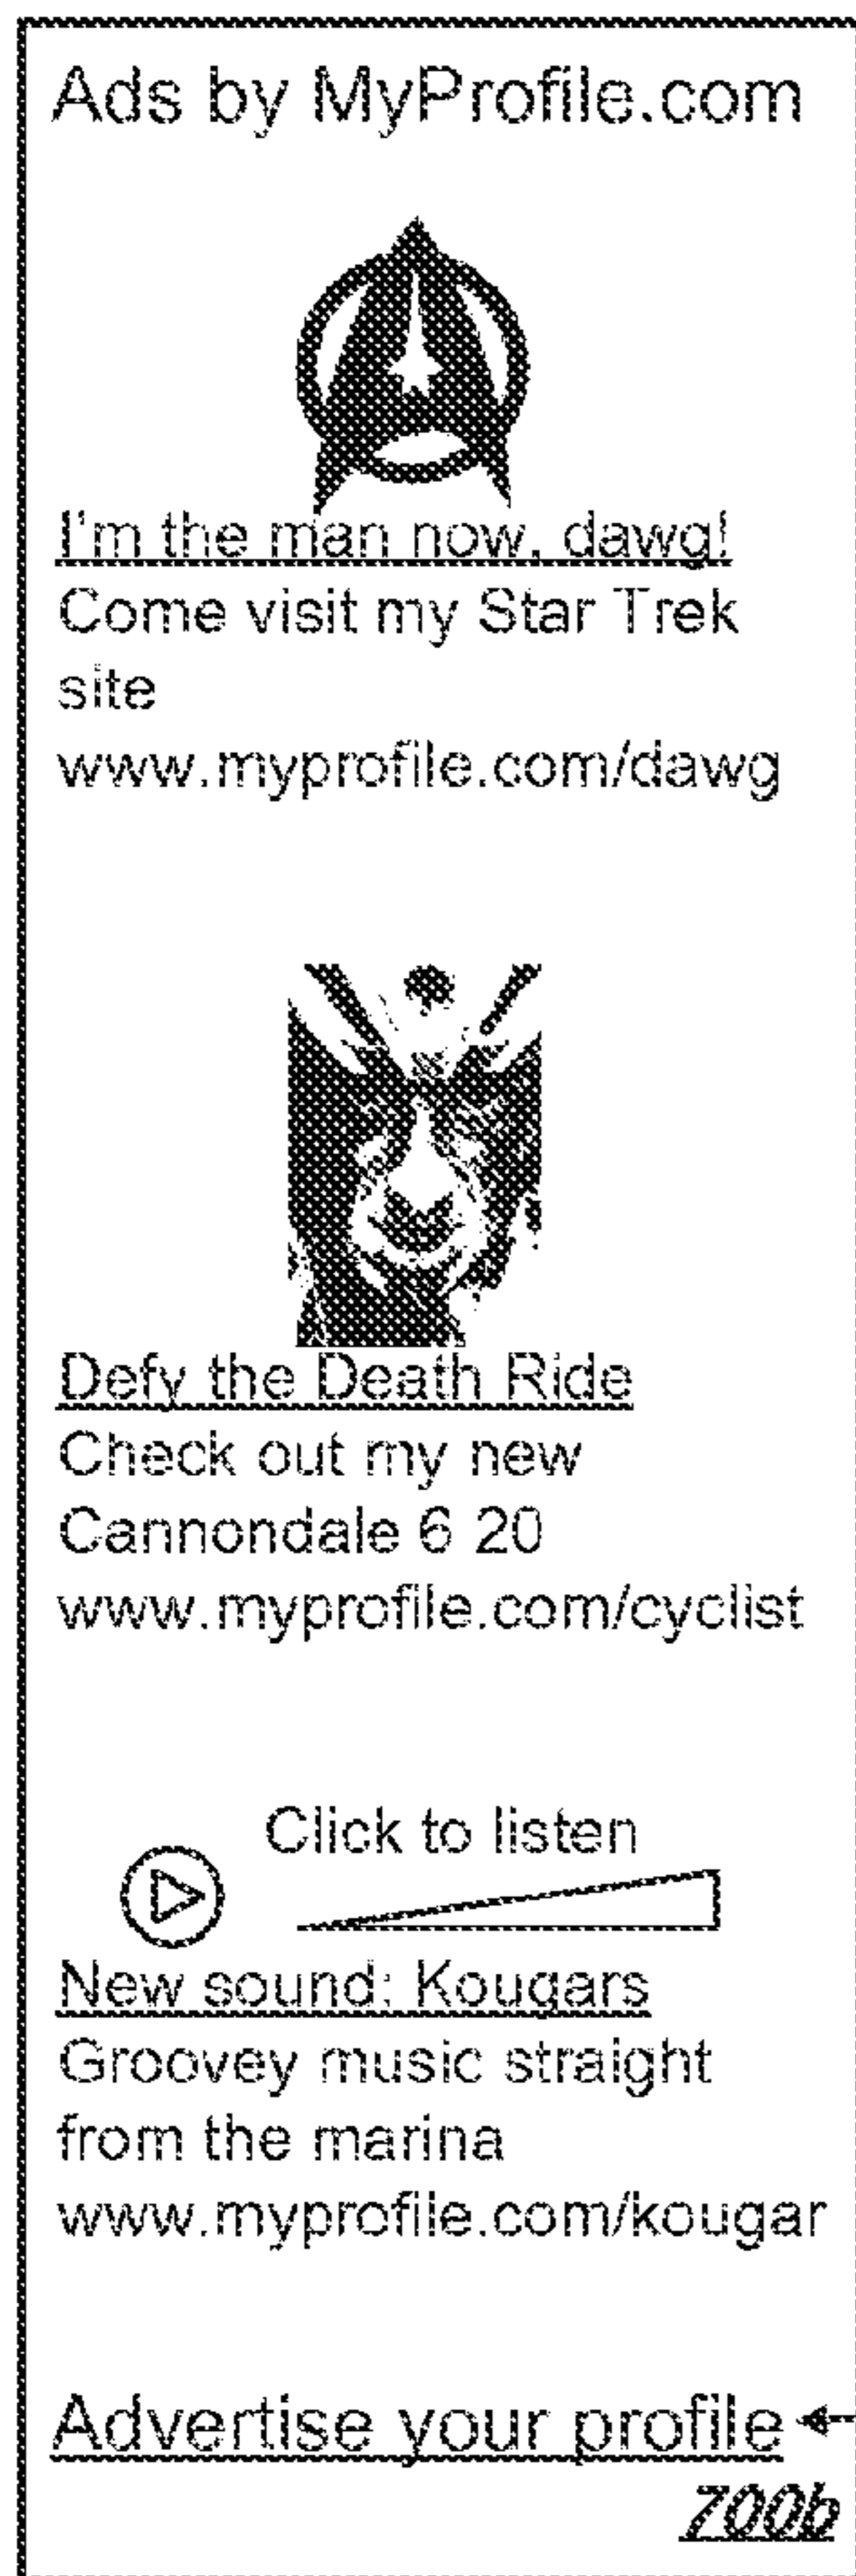 Ads by MyProfile.com
I'm the man now, dawg!
Come visit my Star Trek
site
www.myprofile.com/dawg
Defy the Death Ride
Check out my new
Cannondale 6 20
www.myprofile.com/cyclist
Click to listen
New sound: Kougars
Groovey music straight
from the marina
www.myprofile.com/kougar
Advertise your profile
700b